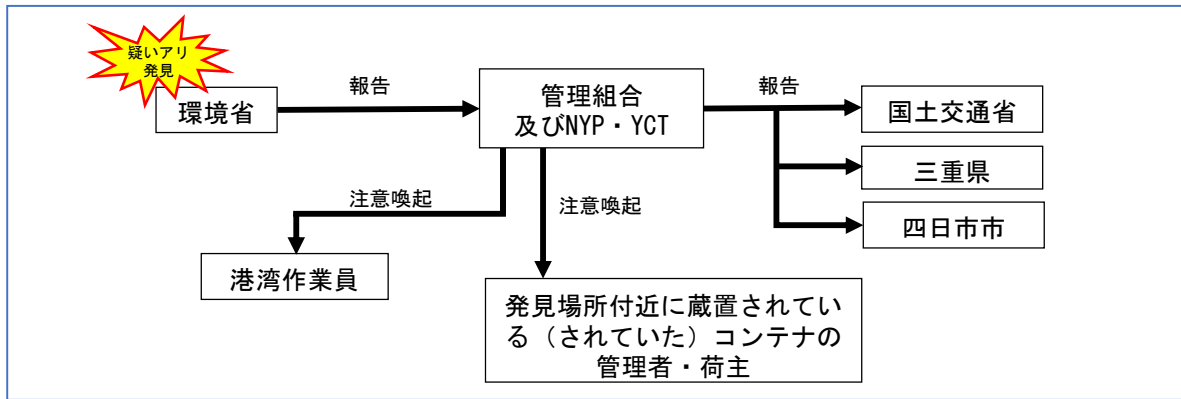 疑いアリ
発見
環境省
報告
管理組合
及びNYP・YCT
報告
国土交通省
三重県
四日市市
注意喚起
注意喚起
港湾作業員
発見場所付近に蔵置されてい
る（されていた）コンテナの
管理者・荷主